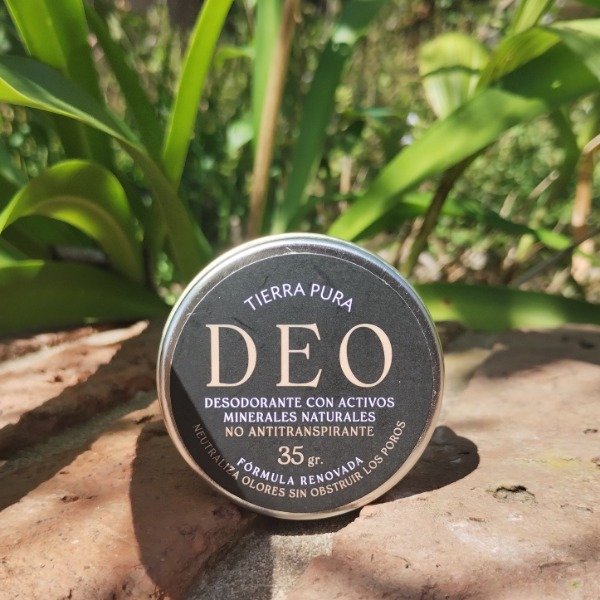 TIERRA PURA
DEO
DESODORANTE CON ACTIVOS
MINERALES NATURALES
NO ANTITRANSPIRANTE
35 gr.
FÓRMULA RENOVADA
NEUTRALIZA OLORES SIN OBSTRUIR LOS POROS